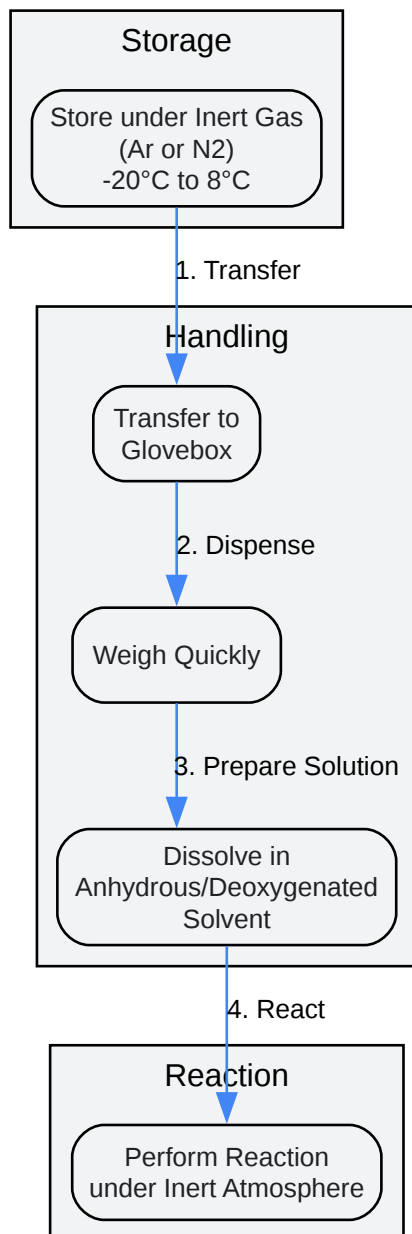 Storage
Store under Inert Gas
(Ar or N2)
-20°C to 8°C
1. Transfer
Handling
Transfer to
Glovebox
2. Dispense
Weigh Quickly
3. Prepare Solution
Dissolve in
Anhydrous/Deoxygenated
Solvent
4. React
Reaction
Perform Reaction
under Inert Atmosphere